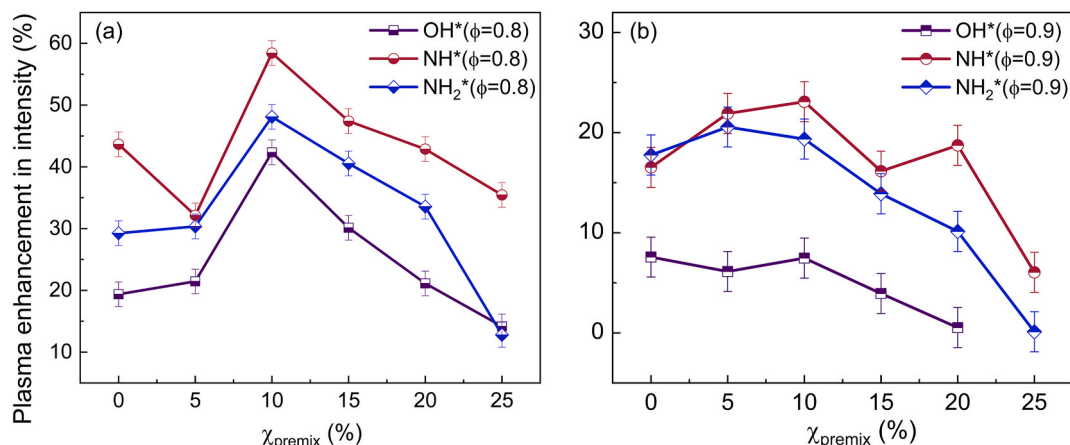 Plasma enhancement in intensity (%)
(a)
OH*(ϕ=0.8)
NH*(ϕ=0.8)
NH₂*(ϕ=0.8)
60
50
40
30
20
10
0 5 10 15 20 25
χpremix (%)
(b)
OH*(ϕ=0.9)
NH*(ϕ=0.9)
NH₂*(ϕ=0.9)
30
20
10
0
0 5 10 15 20 25
χpremix (%)